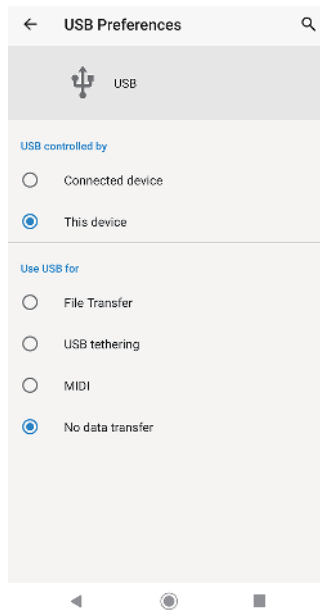 USB Preferences
USB
USB controlled by
Connected device
This device
Use USB for
File Transfer
USB tethering
MIDI
No data transfer